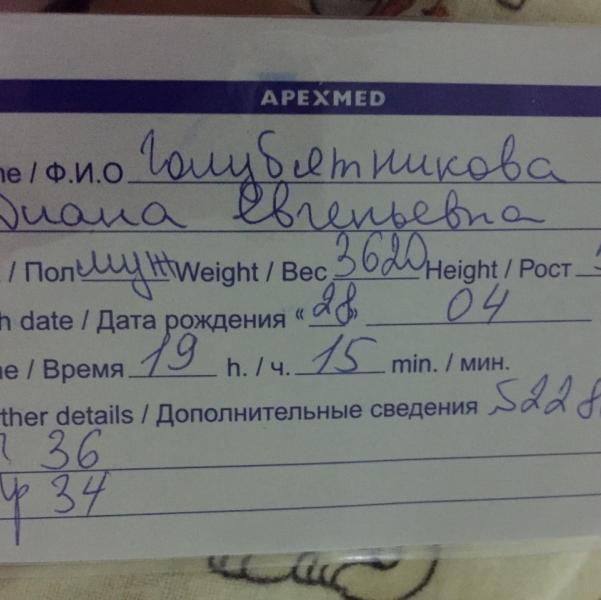 APEXMED
me / Ф.И.О Голубятникова
Диана Евгеньевна
/ Пол муж Weight / Вес 3620 Height / Рост
h date / Дата рождения “28” 04
me / Время 19 h. / ч. 15 min. / мин.
ther details / Дополнительные сведения 5228
36
34